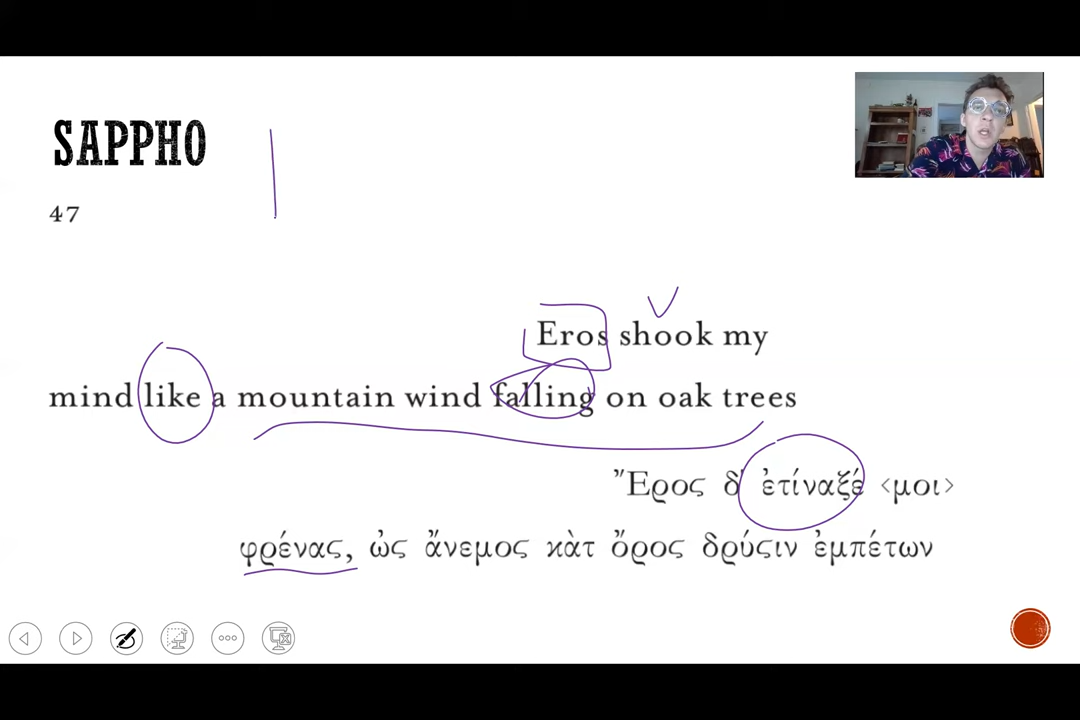 SAPPHO
47
Eros shook my
mind like a mountain wind falling on oak trees
Ἔρος δ' ἐτίναξέ <μοι>
φρένας, ὠς ἄνεμος κὰτ ὄρος δρύσιν ἐμπέτων